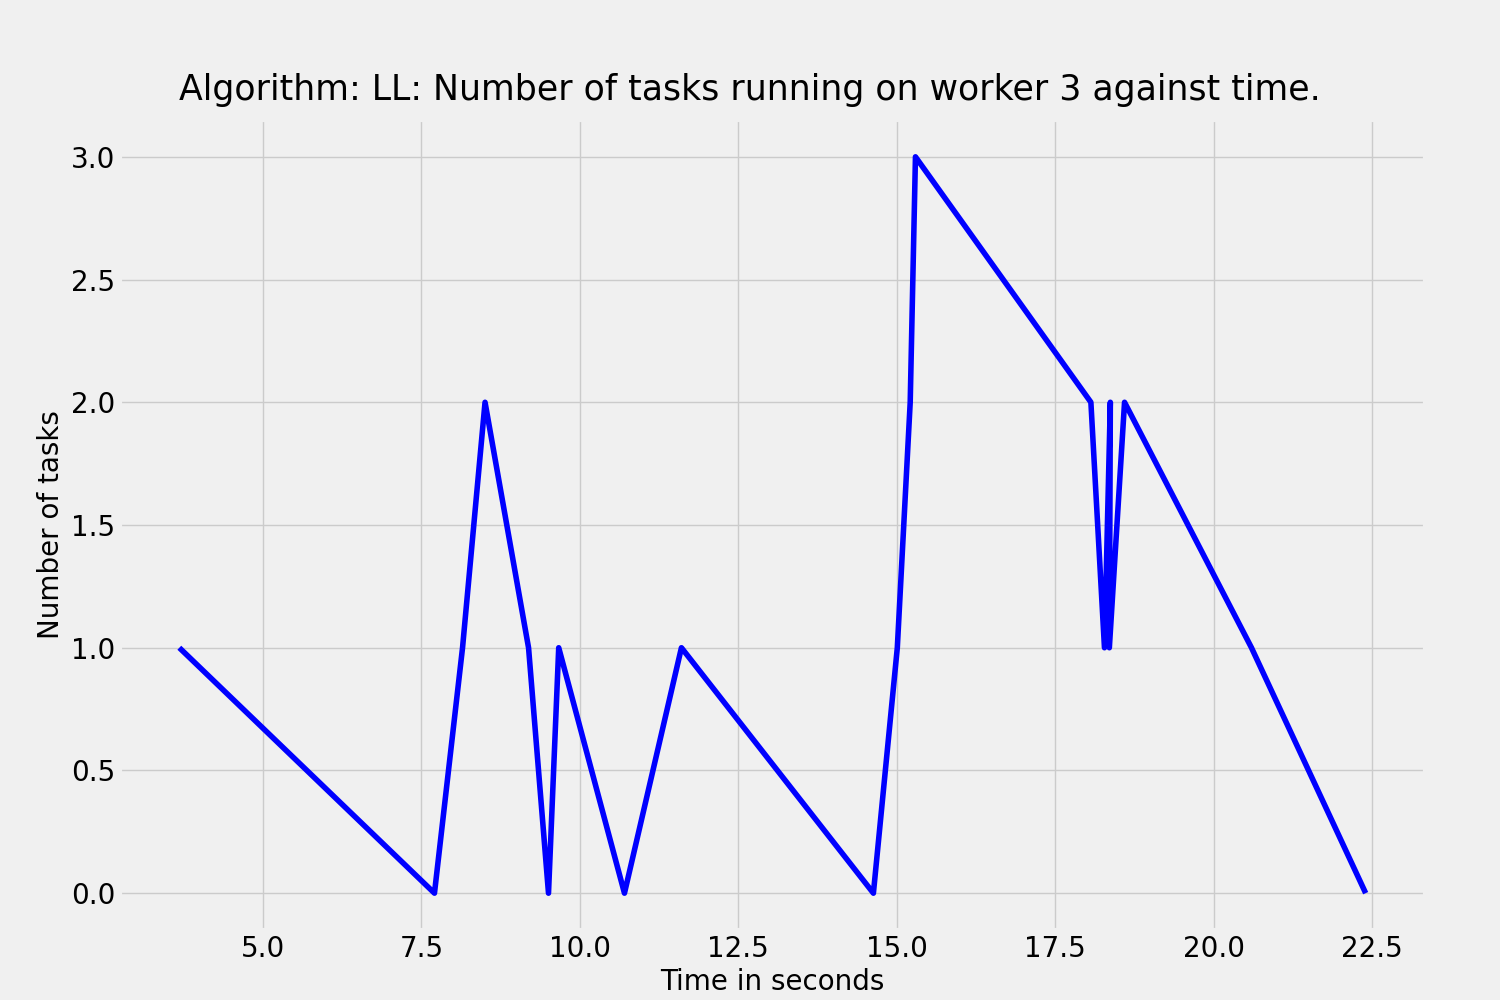 Algorithm: LL: Number of tasks running on worker 3 against time.
3.0
2.5
2.0
1.5
1.0
0.5
0.0
Number of tasks
5.0 7.5 10.0 12.5 15.0 17.5 20.0 22.5
Time in seconds